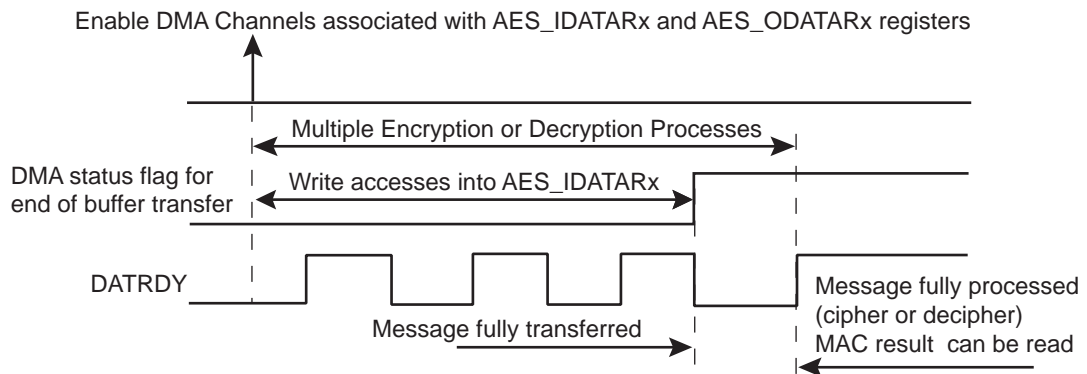 Enable DMA Channels associated with AES_IDATARx and AES_ODATARx registers
Multiple Encryption or Decryption Processes
DMA status flag for
end of buffer transfer
Write accesses into AES_IDATARx
DATRDY
Message fully transferred
Message fully processed
(cipher or decipher)
MAC result can be read